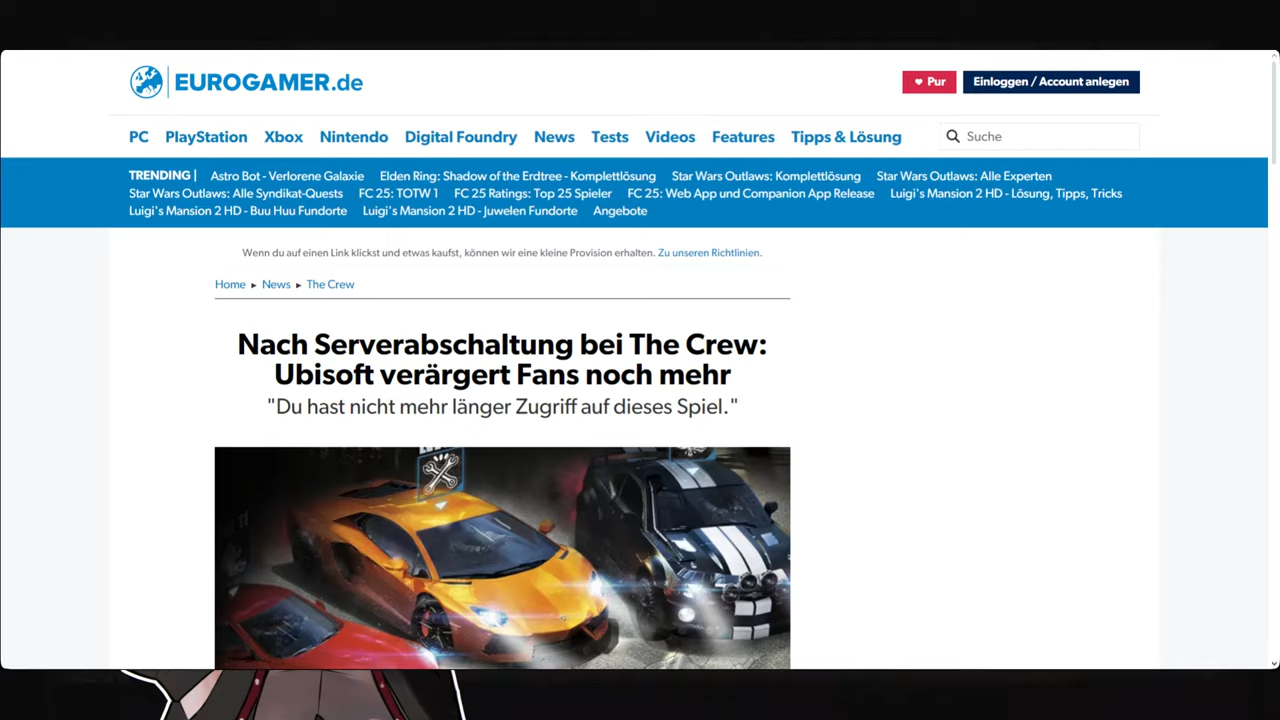 EUROGAMER.de
Pur
Einloggen / Account anlegen
PC PlayStation Xbox Nintendo Digital Foundry News Tests Videos Features Tipps & Lösung
Suche
TRENDING | Astro Bot - Verlorene Galaxie Elden Ring: Shadow of the Erdtree - Komplettlösung Star Wars Outlaws: Komplettlösung Star Wars Outlaws: Alle Experten
Star Wars Outlaws: Alle Syndikat-Quests FC 25: TOTW 1 FC 25 Ratings: Top 25 Spieler FC 25: Web App und Companion App Release Luigi's Mansion 2 HD - Lösung, Tipps, Tricks
Luigi's Mansion 2 HD - Buu Huu Fundorte Luigi's Mansion 2 HD - Juwelen Fundorte Angebote
Wenn du auf einen Link klickst und etwas kaufst, können wir eine kleine Provision erhalten. Zu unseren Richtlinien.
Home ▸ News ▸ The Crew
Nach Serverabschaltung bei The Crew:
Ubisoft verärgert Fans noch mehr
"Du hast nicht mehr länger Zugriff auf dieses Spiel."